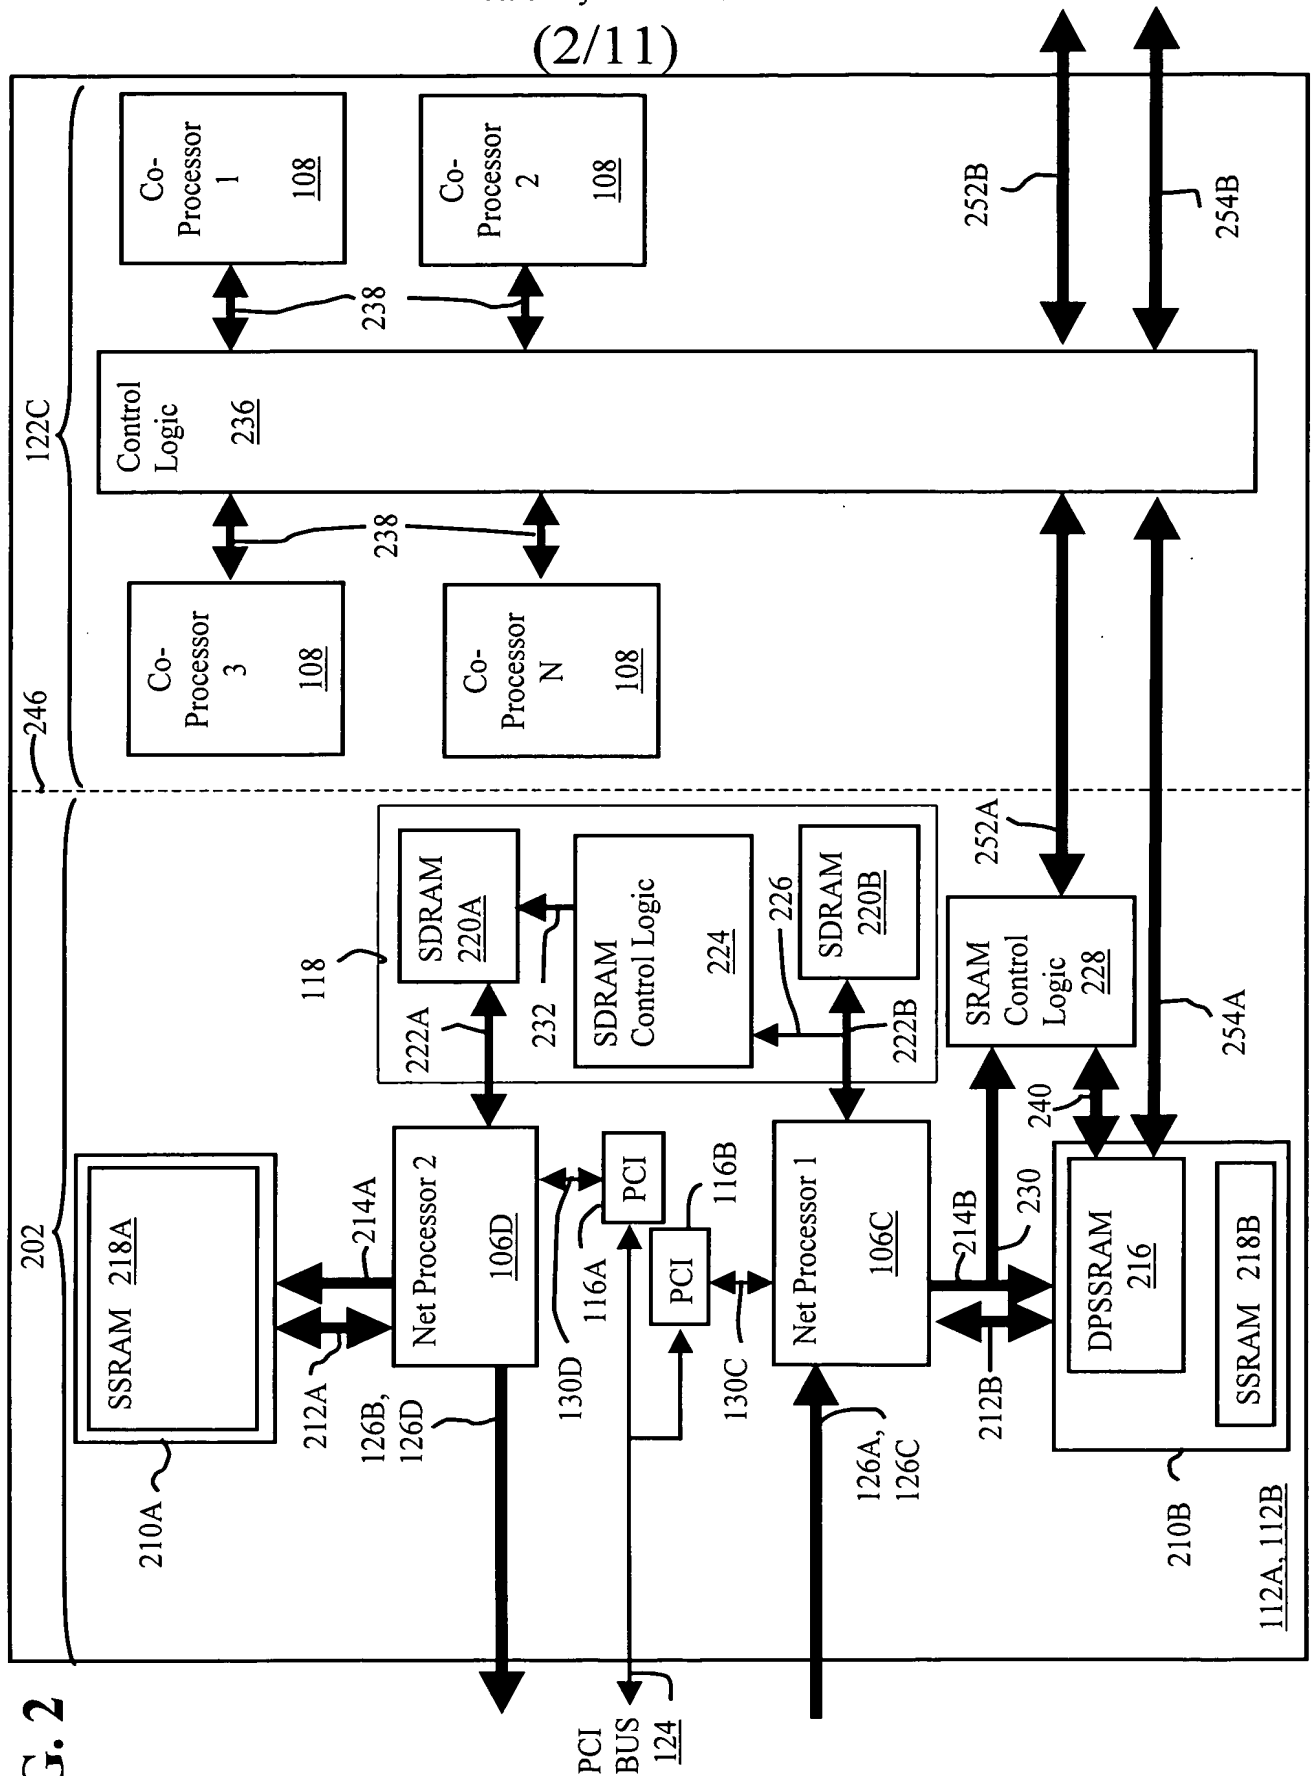 (2/11)
G. 2
202
122C
246
210A
SSRAM 218A
212A
214A
126B,
126D
Net Processor 2
106D
222A
118
SDRAM
220A
232
SDRAM
Control Logic
224
226
SDRAM
220B
222B
130D
116A
PCI
PCI
116B
130C
PCI
BUS
124
Net Processor 1
106C
126A,
126C
212B
214B
230
240
DPSSRAM
216
SSRAM 218B
210B
112A, 112B
SRAM
Control
Logic
228
252A
254A
Co-
Processor
3
108
Co-
Processor
N
108
238
Control
Logic
236
238
Co-
Processor
1
108
Co-
Processor
2
108
252B
254B